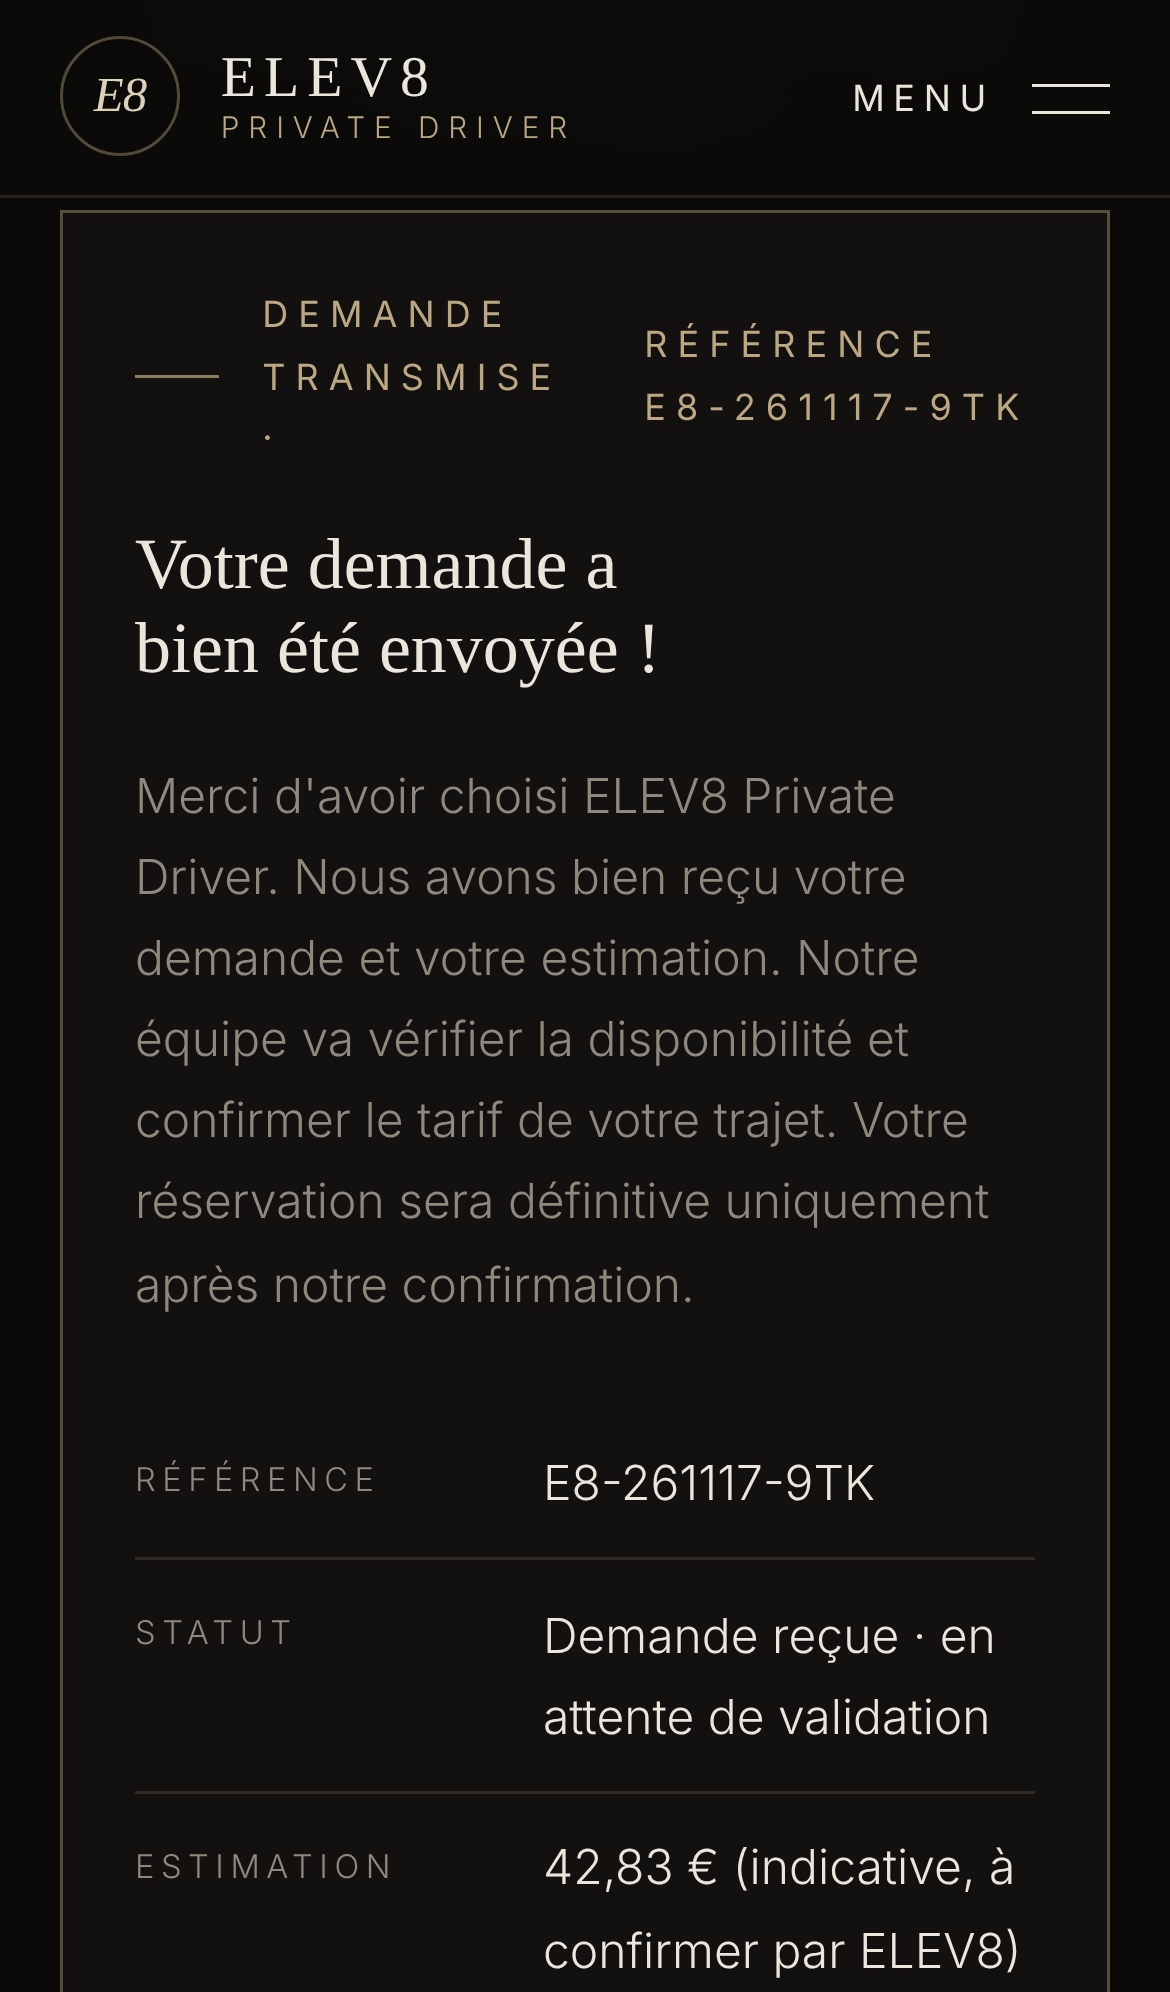 E8
ELEV8
PRIVATE DRIVER
MENU
DEMANDE
TRANSMISE
·
RÉFÉRENCE
E8-261117-9TK
Votre demande a
bien été envoyée !
Merci d'avoir choisi ELEV8 Private
Driver. Nous avons bien reçu votre
demande et votre estimation. Notre
équipe va vérifier la disponibilité et
confirmer le tarif de votre trajet. Votre
réservation sera définitive uniquement
après notre confirmation.
RÉFÉRENCE
E8-261117-9TK
STATUT
Demande reçue · en
attente de validation
ESTIMATION
42,83 € (indicative, à
confirmer par ELEV8)